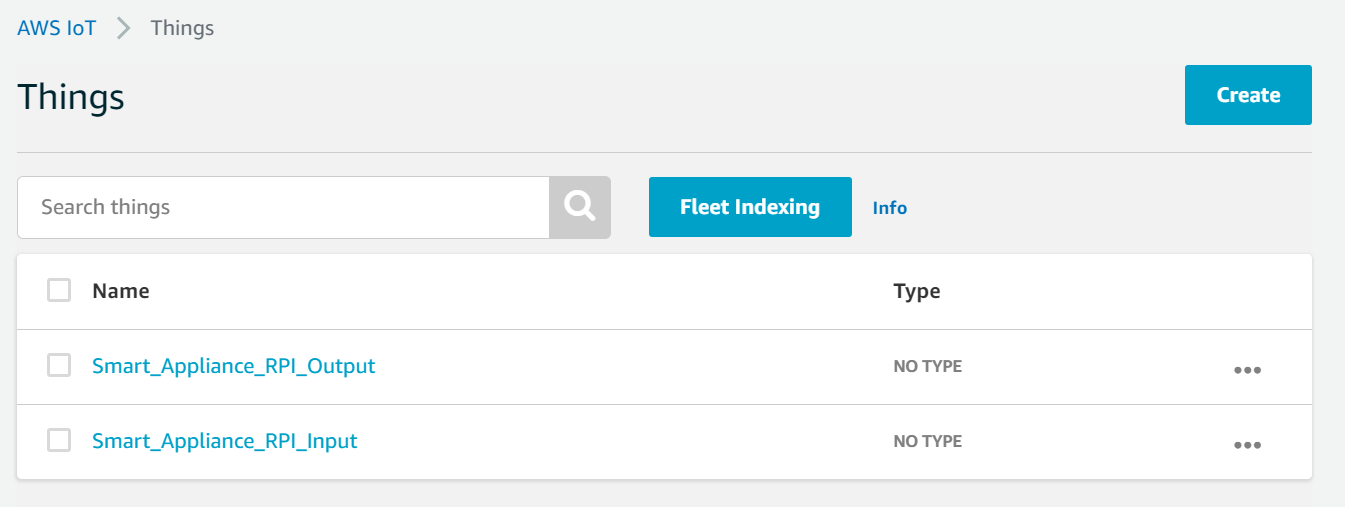 AWS IoT Things
Things
Create
Search things
Fleet Indexing Info
Name Type
Smart_Appliance_RPI_Output NO TYPE
Smart_Appliance_RPI_Input NO TYPE